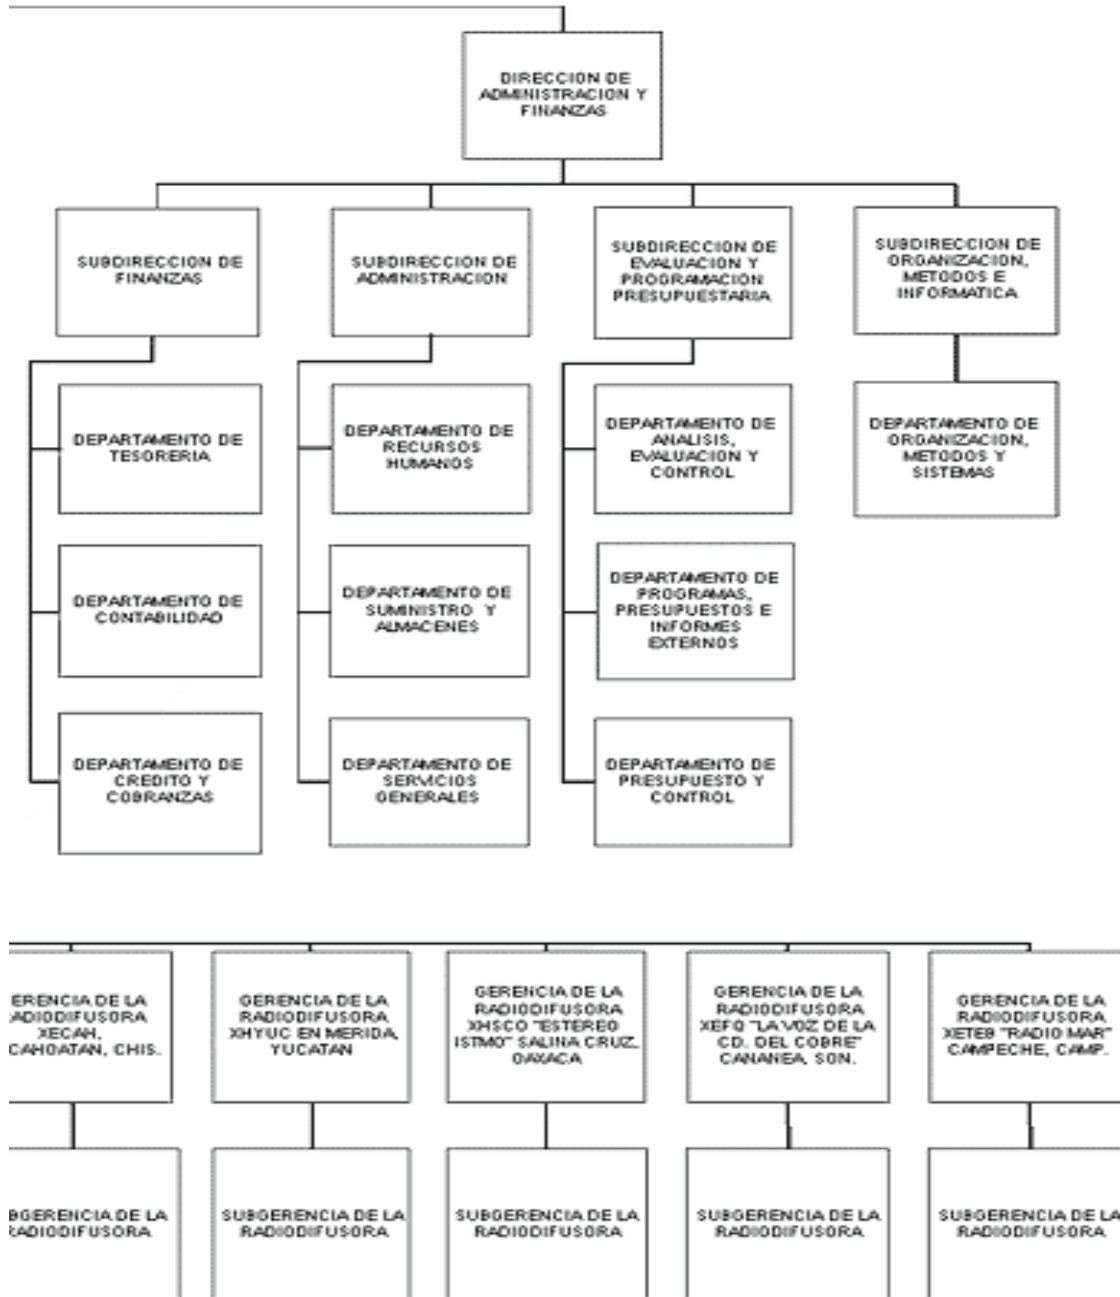 DIRECCION DE
ADMINISTRACION Y
FINANZAS
SUBDIRECCION DE
FINANZAS
SUBDIRECCION DE
ADMINISTRACION
SUBDIRECCION DE
EVALUACION Y
PROGRAMACION
PRESUPUESTARIA
SUBDIRECCION DE
ORGANIZACION,
METODOS E
INFORMATICA
DEPARTAMENTO DE
TESORERIA
DEPARTAMENTO DE
RECURSOS
HUMANOS
DEPARTAMENTO DE
ANALISIS,
EVALUACION Y
CONTROL
DEPARTAMENTO DE
ORGANIZACION,
METODOS Y
SISTEMAS
DEPARTAMENTO DE
CONTABILIDAD
DEPARTAMENTO DE
SUMINISTRO Y
ALMACENES
DEPARTAMENTO DE
PROGRAMAS,
PRESUPUESTOS E
INFORMES
EXTERNOS
DEPARTAMENTO DE
CREDITO Y
COBRANZAS
DEPARTAMENTO DE
SERVICIOS
GENERALES
DEPARTAMENTO DE
PRESUPUESTO Y
CONTROL
ERENCIA DE LA
ADIODIFUSORA
XECAH,
CAHOATAN, CHIS.
GERENCIA DE LA
RADIODIFUSORA
XHYUC EN MERIDA,
YUCATAN
GERENCIA DE LA
RADIODIFUSORA
XHSCO "ESTEREO
ISTMO" SALINA CRUZ,
OAXACA
GERENCIA DE LA
RADIODIFUSORA
XEFQ "LA VOZ DE LA
CD. DEL COBRE"
CANANEA, SON.
GERENCIA DE LA
RADIODIFUSORA
XETEB "RADIO MAR"
CAMPECHE, CAMP.
BGERENCIA DE LA
RADIODIFUSORA
SUBGERENCIA DE LA
RADIODIFUSORA
SUBGERENCIA DE LA
RADIODIFUSORA
SUBGERENCIA DE LA
RADIODIFUSORA
SUBGERENCIA DE LA
RADIODIFUSORA